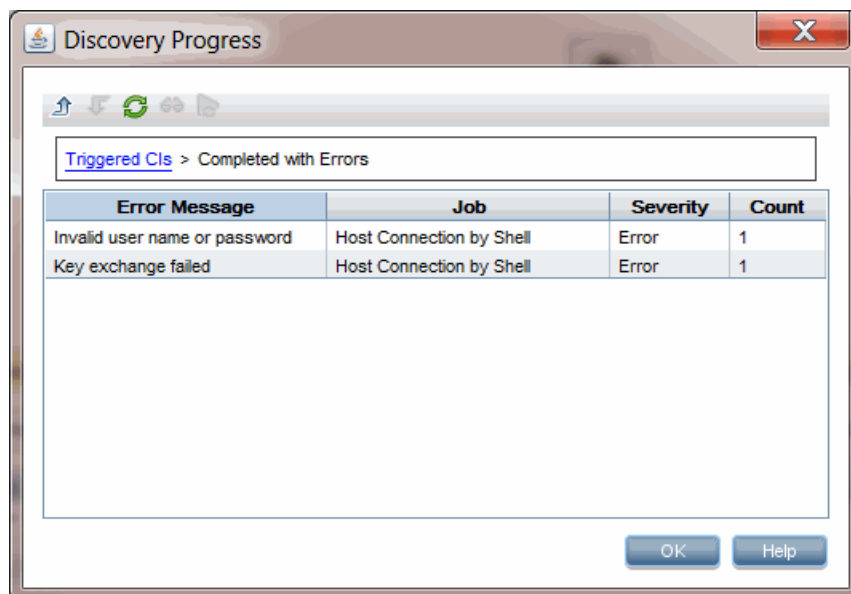 Discovery Progress
Triggered CIs > Completed with Errors
Error Message Job Severity Count
Invalid user name or password Host Connection by Shell Error 1
Key exchange failed Host Connection by Shell Error 1
OK Help